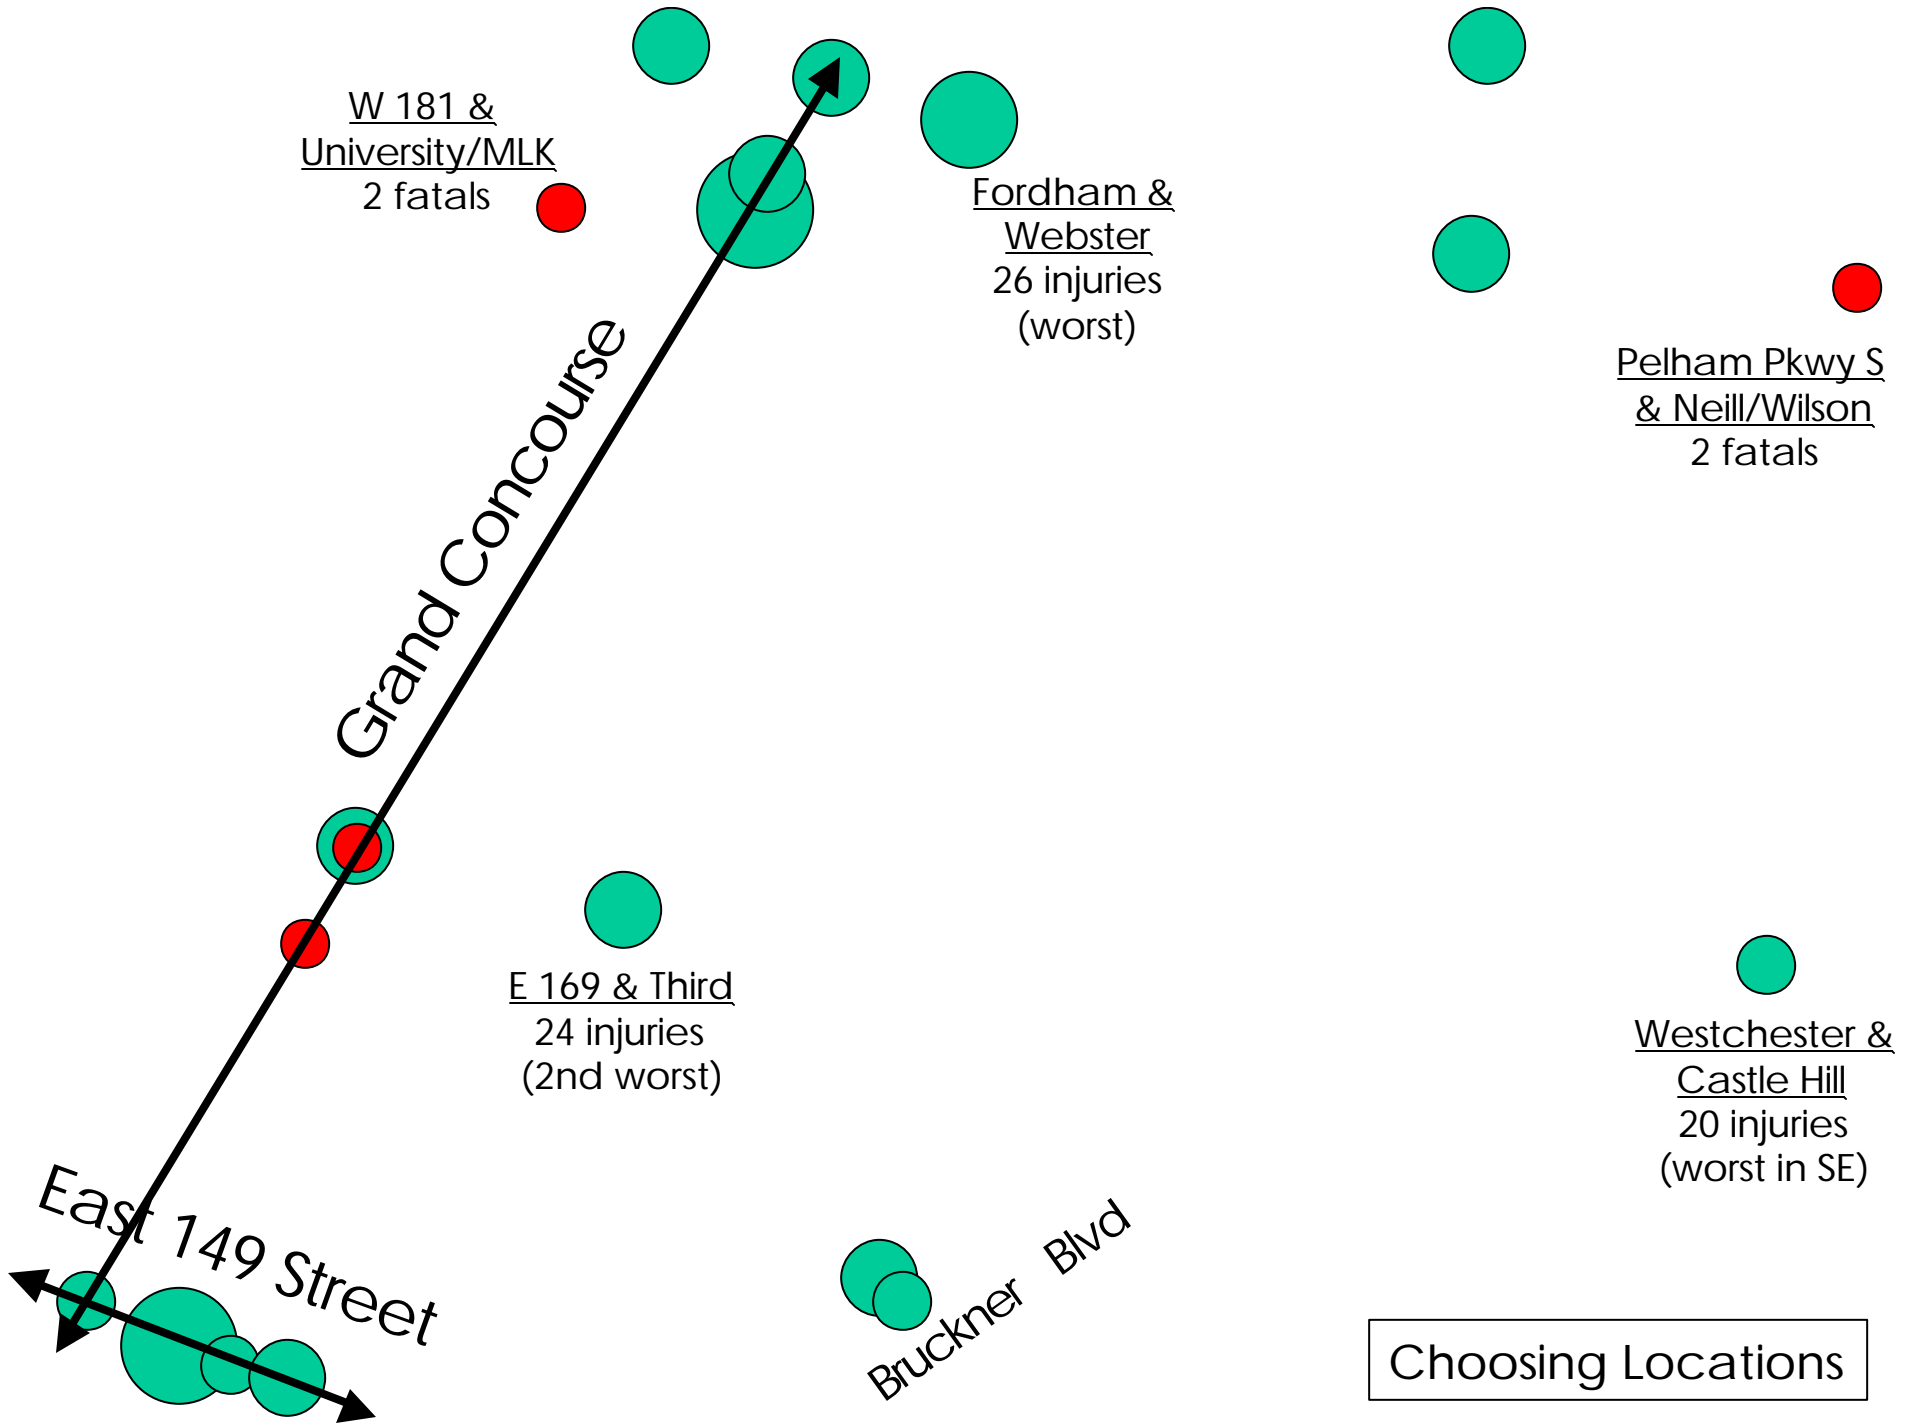 W 181 &
University/MLK
2 fatals
Fordham &
Webster
26 injuries
(worst)
Pelham Pkwy S
& Neill/Wilson
2 fatals
Grand Concourse
E 169 & Third
24 injuries
(2nd worst)
Westchester &
Castle Hill
20 injuries
(worst in SE)
East 149 Street
Bruckner Blvd
Choosing Locations